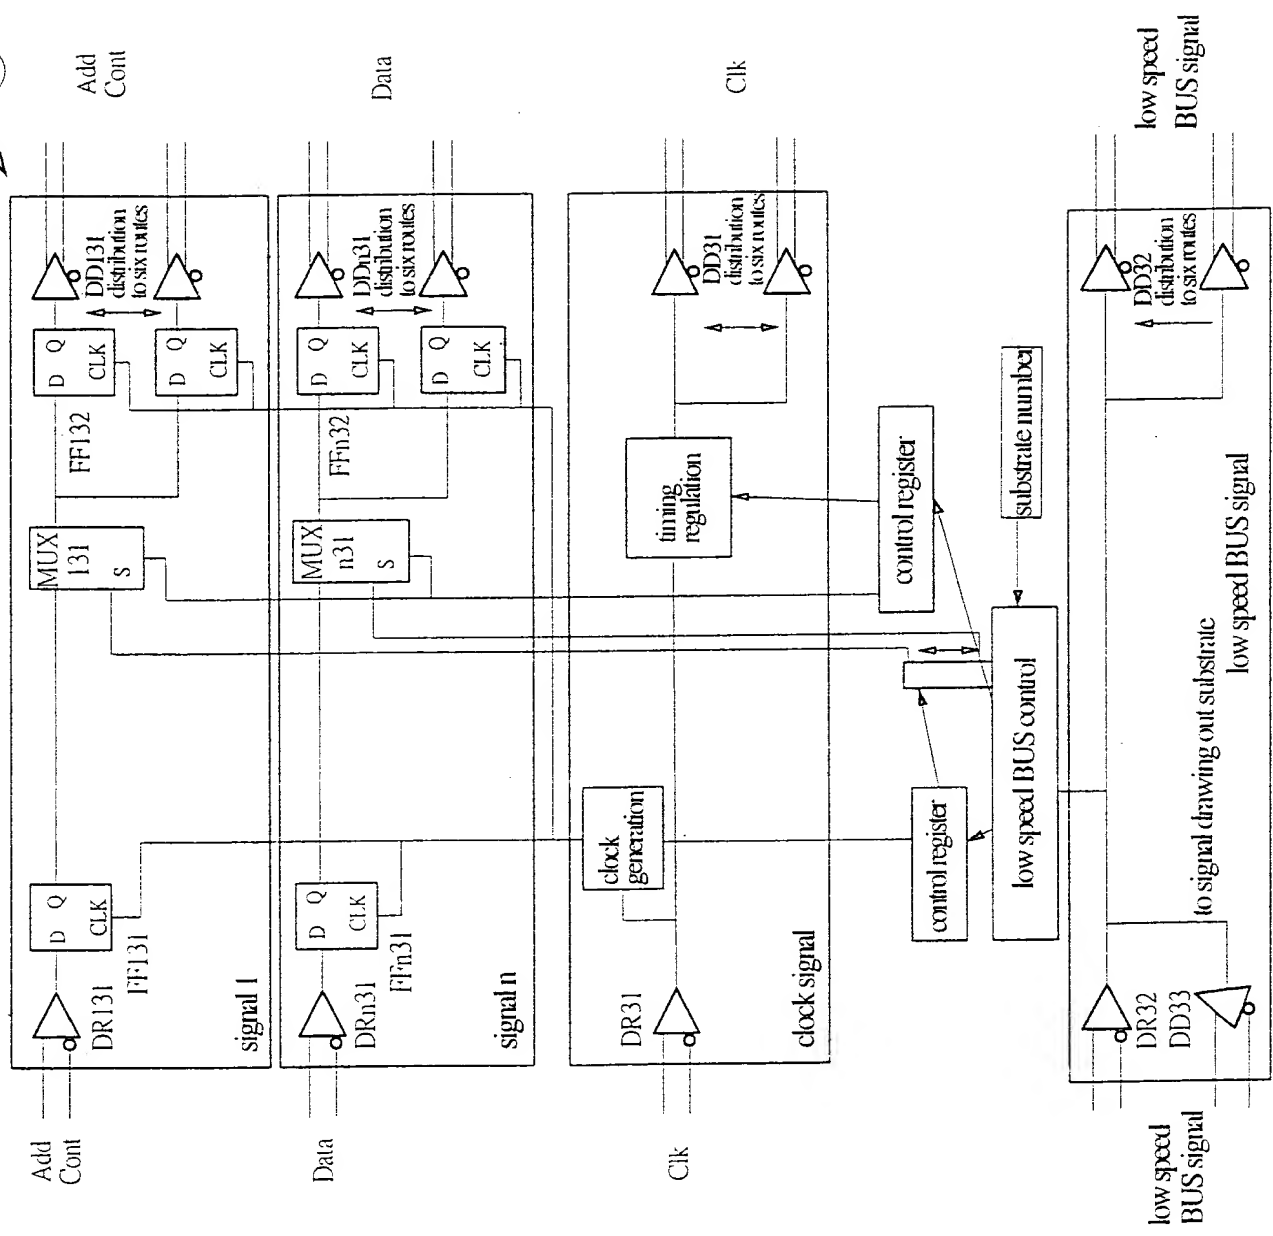 Add
Cont
DR131
D Q
CLK
FF131
MUX
131
S
FF132
D Q
CLK
D Q
CLK
DD131
distribution
to six routes
Add
Cont
signal 1
Data
DRn31
D Q
CLK
FFn31
MUX
n31
S
FFn32
D Q
CLK
D Q
CLK
DDn31
distribution
to six routes
Data
signal n
Clk
DR31
clock
generation
timing
regulation
DD31
distribution
to six routes
Clk
clock signal
control register
control register
low speed BUS control
substrate number
low speed
BUS signal
DR32
DD33
to signal drawing out substrate
low speed BUS signal
DD32
distribution
to six routes
low speed
BUS signal